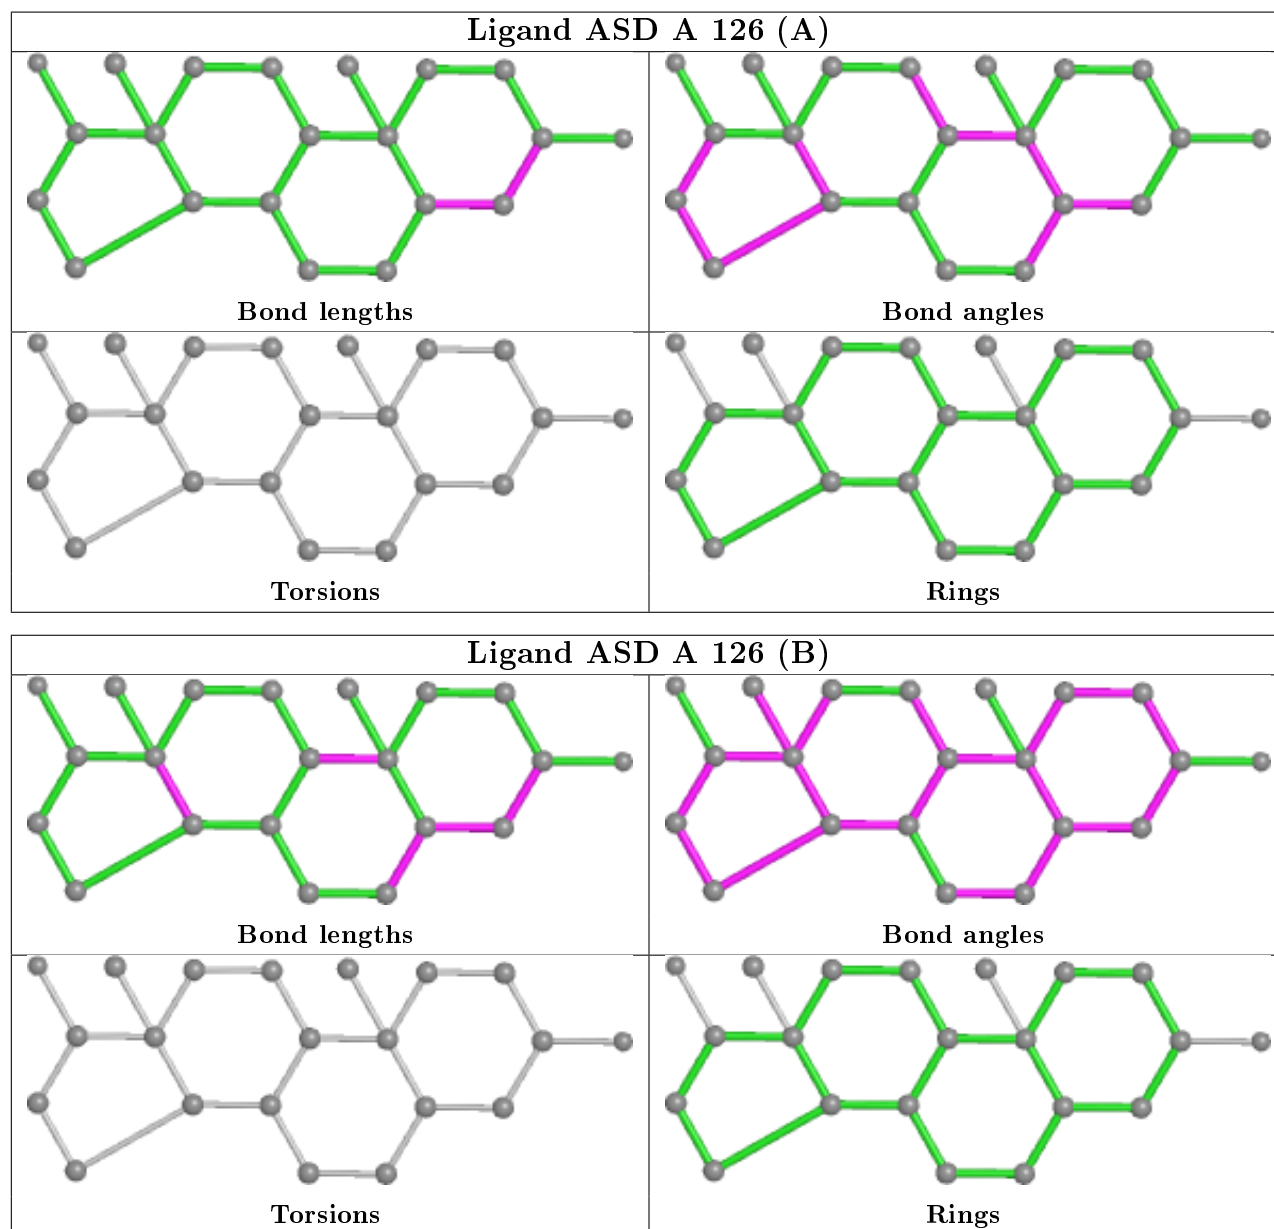 Ligand ASD A 126 (A)
Bond lengths
Bond angles
Torsions
Rings
Ligand ASD A 126 (B)
Bond lengths
Bond angles
Torsions
Rings